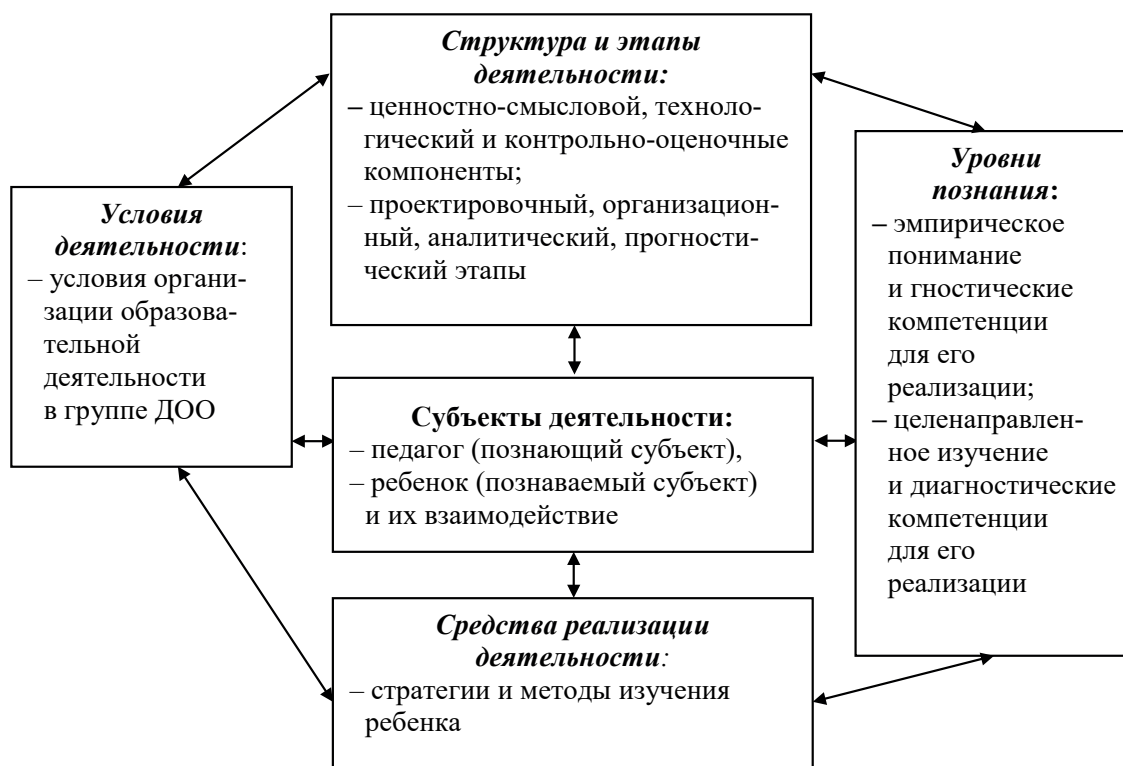 Структура и этапы
деятельности:
– ценностно-смысловой, техноло-
гический и контрольно-оценочные
компоненты;
– проектировочный, организацион-
ный, аналитический, прогности-
ческий этапы
Условия
деятельности:
– условия органи-
зации образова-
тельной
деятельности
в группе ДОО
Субъекты деятельности:
– педагог (познающий субъект),
– ребенок (познаваемый субъект)
и их взаимодействие
Уровни
познания:
– эмпирическое
понимание
и гностические
компетенции
для его
реализации;
– целенаправлен-
ное изучение
и диагностические
компетенции
для его
реализации
Средства реализации
деятельности:
– стратегии и методы изучения
ребенка